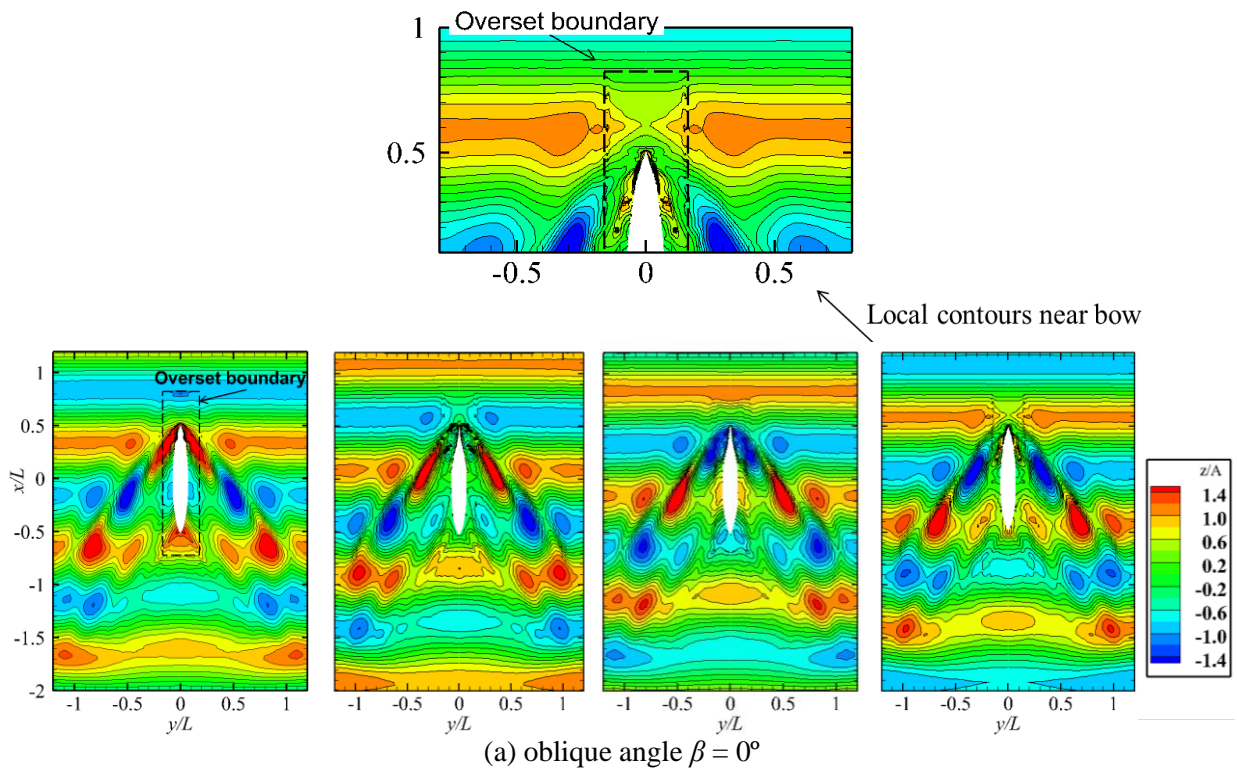 Overset boundary
1
0.5
-0.5 0 0.5
Local contours near bow
Overset boundary
1
0.5
0
-0.5
-1
-1.5
-2
x/L
-1 -0.5 0 0.5 1
y/L
-1 -0.5 0 0.5 1
y/L
-1 -0.5 0 0.5 1
y/L
-1 -0.5 0 0.5 1
y/L
z/A
1.4
1.0
0.6
0.2
-0.2
-0.6
-1.0
-1.4
(a) oblique angle β = 0º